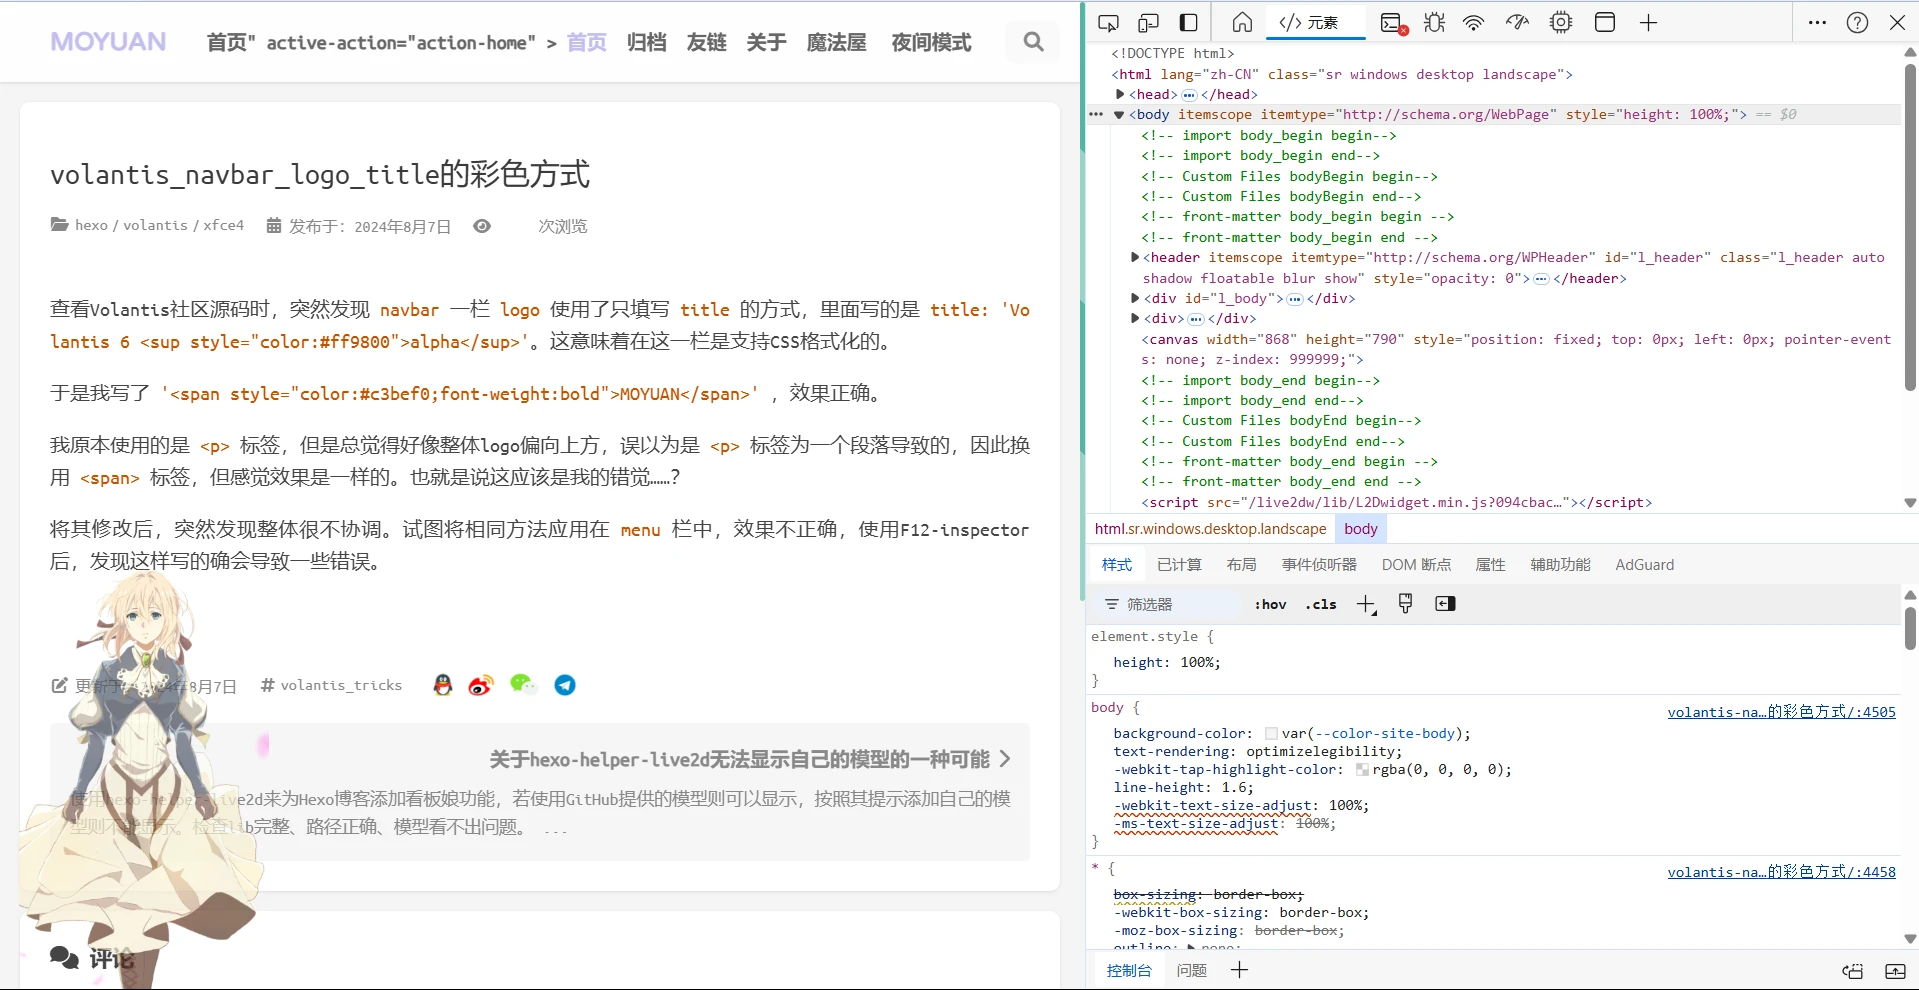 MOYUAN 首页" active-action="action-home" > 首页 归档 友链 关于 魔法屋 夜间模式
volantis_navbar_logo_title的彩色方式
hexo / volantis / xfce4 发布于：2024年8月7日 次浏览
查看Volantis社区源码时，突然发现 navbar 一栏 logo 使用了只填写 title 的方式，里面写的是 title: 'Vo
lantis 6 <sup style="color:#ff9800">alpha</sup>'。这意味着在这一栏是支持CSS格式化的。
于是我写了 '<span style="color:#c3bef0;font-weight:bold">MOYUAN</span>' ，效果正确。
我原本使用的是 <p> 标签，但是总觉得好像整体logo偏向上方，误以为是 <p> 标签为一个段落导致的，因此换
用 <span> 标签，但感觉效果是一样的。也就是说这应该是我的错觉……？
将其修改后，突然发现整体很不协调。试图将相同方法应用在 menu 栏中，效果不正确，使用F12-inspector
后，发现这样写的确会导致一些错误。
更新于：2024年8月7日 # volantis_tricks
关于hexo-helper-live2d无法显示自己的模型的一种可能
使用hexo-helper-live2d来为Hexo博客添加看板娘功能，若使用GitHub提供的模型则可以显示，按照其提示添加自己的模
型则不能显示。检查lib完整、路径正确、模型看不出问题。 ...
评论
元素
<!DOCTYPE html>
<html lang="zh-CN" class="sr windows desktop landscape">
<head> ••• </head>
••• <body itemscope itemtype="http://schema.org/WebPage" style="height: 100%;"> == $0
<!-- import body_begin begin-->
<!-- import body_begin end-->
<!-- Custom Files bodyBegin begin-->
<!-- Custom Files bodyBegin end-->
<!-- front-matter body_begin begin -->
<!-- front-matter body_begin end -->
<header itemscope itemtype="http://schema.org/WPHeader" id="l_header" class="l_header auto
shadow floatable blur show" style="opacity: 0"> ••• </header>
<div id="l_body"> ••• </div>
<div> ••• </div>
<canvas width="868" height="790" style="position: fixed; top: 0px; left: 0px; pointer-event
s: none; z-index: 999999;">
<!-- import body_end begin-->
<!-- import body_end end-->
<!-- Custom Files bodyEnd begin-->
<!-- Custom Files bodyEnd end-->
<!-- front-matter body_end begin -->
<!-- front-matter body_end end -->
<script src="/live2dw/lib/L2Dwidget.min.js?094cbac…"></script>
html.sr.windows.desktop.landscape body
样式 已计算 布局 事件侦听器 DOM 断点 属性 辅助功能 AdGuard
筛选器 :hov .cls
element.style {
height: 100%;
}
body { volantis-na…的彩色方式/:4505
background-color: var(--color-site-body);
text-rendering: optimizelegibility;
-webkit-tap-highlight-color: rgba(0, 0, 0, 0);
line-height: 1.6;
-webkit-text-size-adjust: 100%;
-ms-text-size-adjust: 100%;
}
* { volantis-na…的彩色方式/:4458
box-sizing: border-box;
-webkit-box-sizing: border-box;
-moz-box-sizing: border-box;
outline: none;
控制台 问题